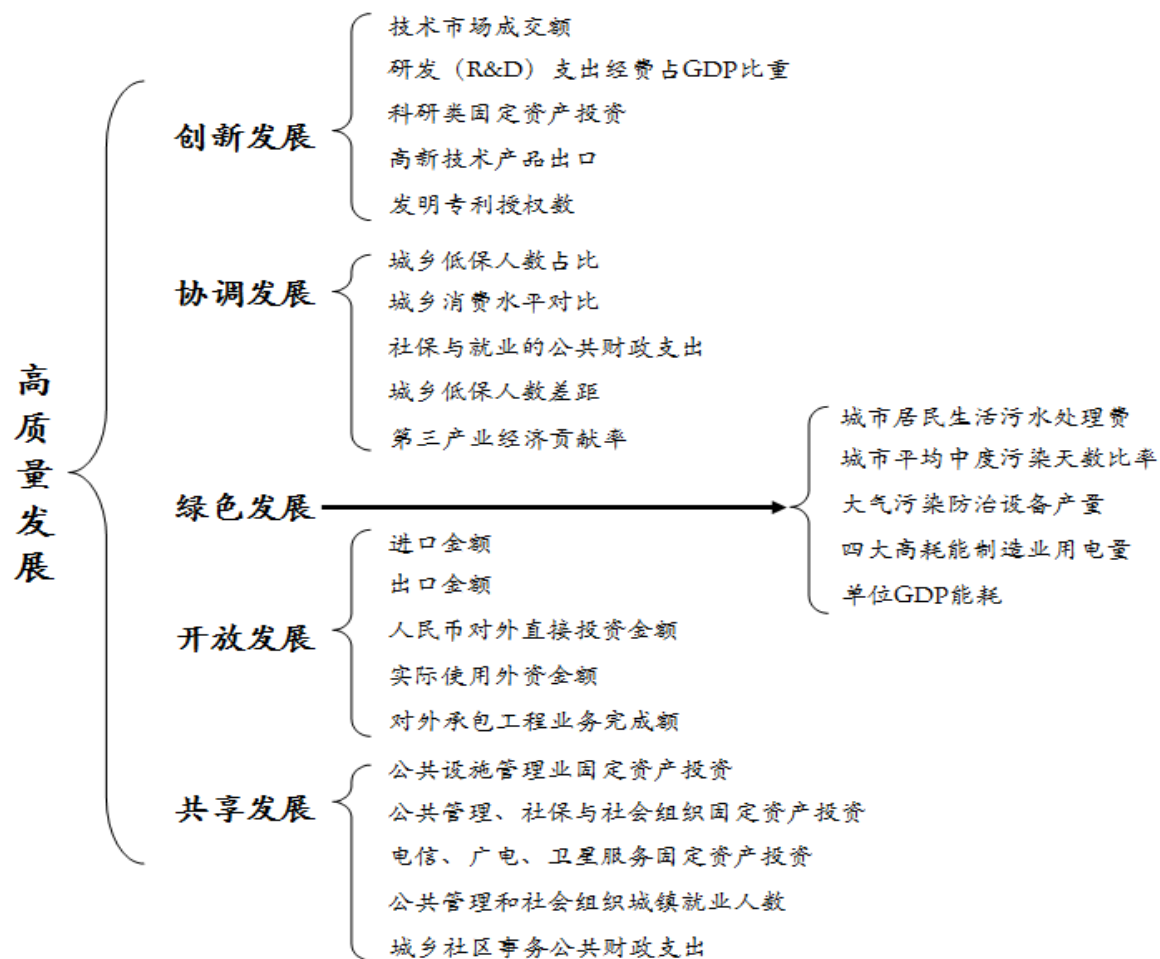 高质量发展
创新发展
技术市场成交额
研发（R&D）支出经费占GDP比重
科研类固定资产投资
高新技术产品出口
发明专利授权数
协调发展
城乡低保人数占比
城乡消费水平对比
社保与就业的公共财政支出
城乡低保人数差距
第三产业经济贡献率
绿色发展
城市居民生活污水处理费
城市平均中度污染天数比率
大气污染防治设备产量
四大高耗能制造业用电量
单位GDP能耗
开放发展
进口金额
出口金额
人民币对外直接投资金额
实际使用外资金额
对外承包工程业务完成额
共享发展
公共设施管理业固定资产投资
公共管理、社保与社会组织固定资产投资
电信、广电、卫星服务固定资产投资
公共管理和社会组织城镇就业人数
城乡社区事务公共财政支出